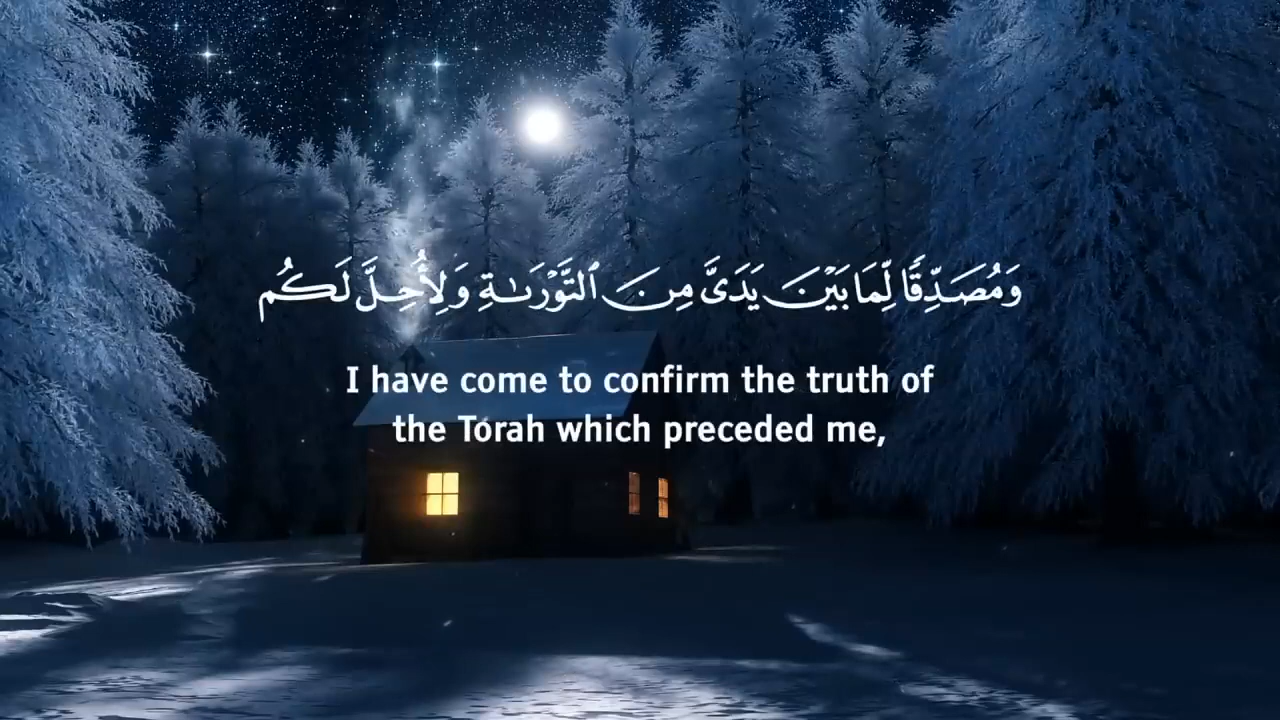 وَمُصَدِّقًا لِّمَا بَيْنَ يَدَىَّ مِنَ ٱلتَّوْرَىٰةِ وَلِأُحِلَّ لَكُم
I have come to confirm the truth of
the Torah which preceded me,